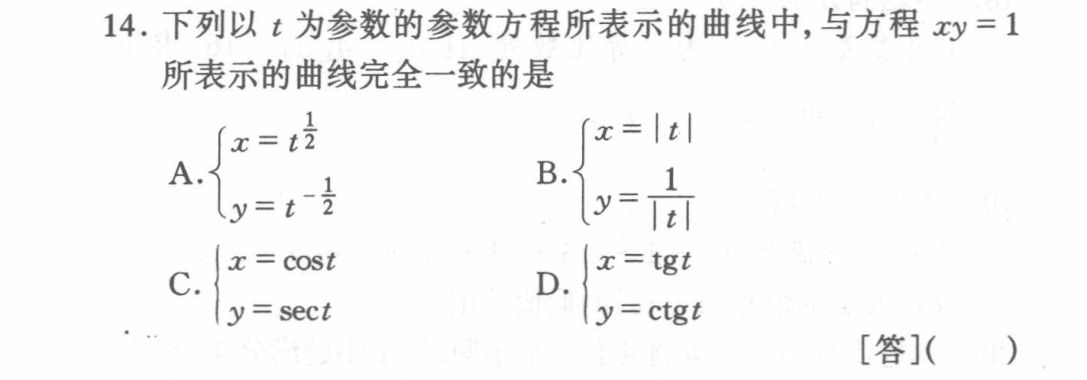 14. 下列以 t 为参数的参数方程所表示的曲线中, 与方程 xy = 1
所表示的曲线完全一致的是
A. { x = t^{1/2}
y = t^{-1/2}
B. { x = |t|
y = 1/|t|
C. { x = cost
y = sect
D. { x = tgt
y = ctgt
[答]( )